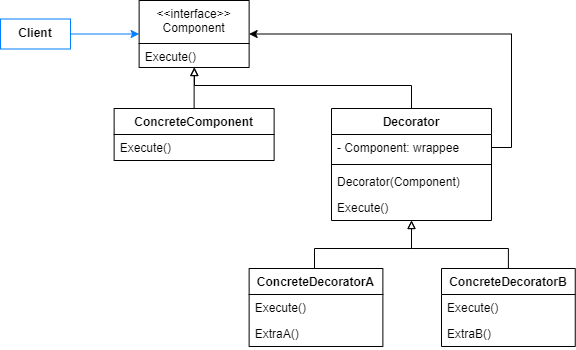 Client
<<interface>>
Component
Execute()
ConcreteComponent
Execute()
Decorator
- Component: wrappee
Decorator(Component)
Execute()
ConcreteDecoratorA
Execute()
ExtraA()
ConcreteDecoratorB
Execute()
ExtraB()